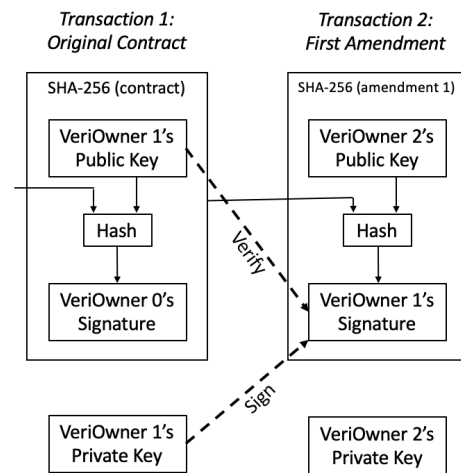 Transaction 1:
Original Contract
SHA-256 (contract)
VeriOwner 1's
Public Key
Hash
VeriOwner 0's
Signature
VeriOwner 1's
Private Key
Verify
Sign
Transaction 2:
First Amendment
SHA-256 (amendment 1)
VeriOwner 2's
Public Key
Hash
VeriOwner 1's
Signature
VeriOwner 2's
Private Key